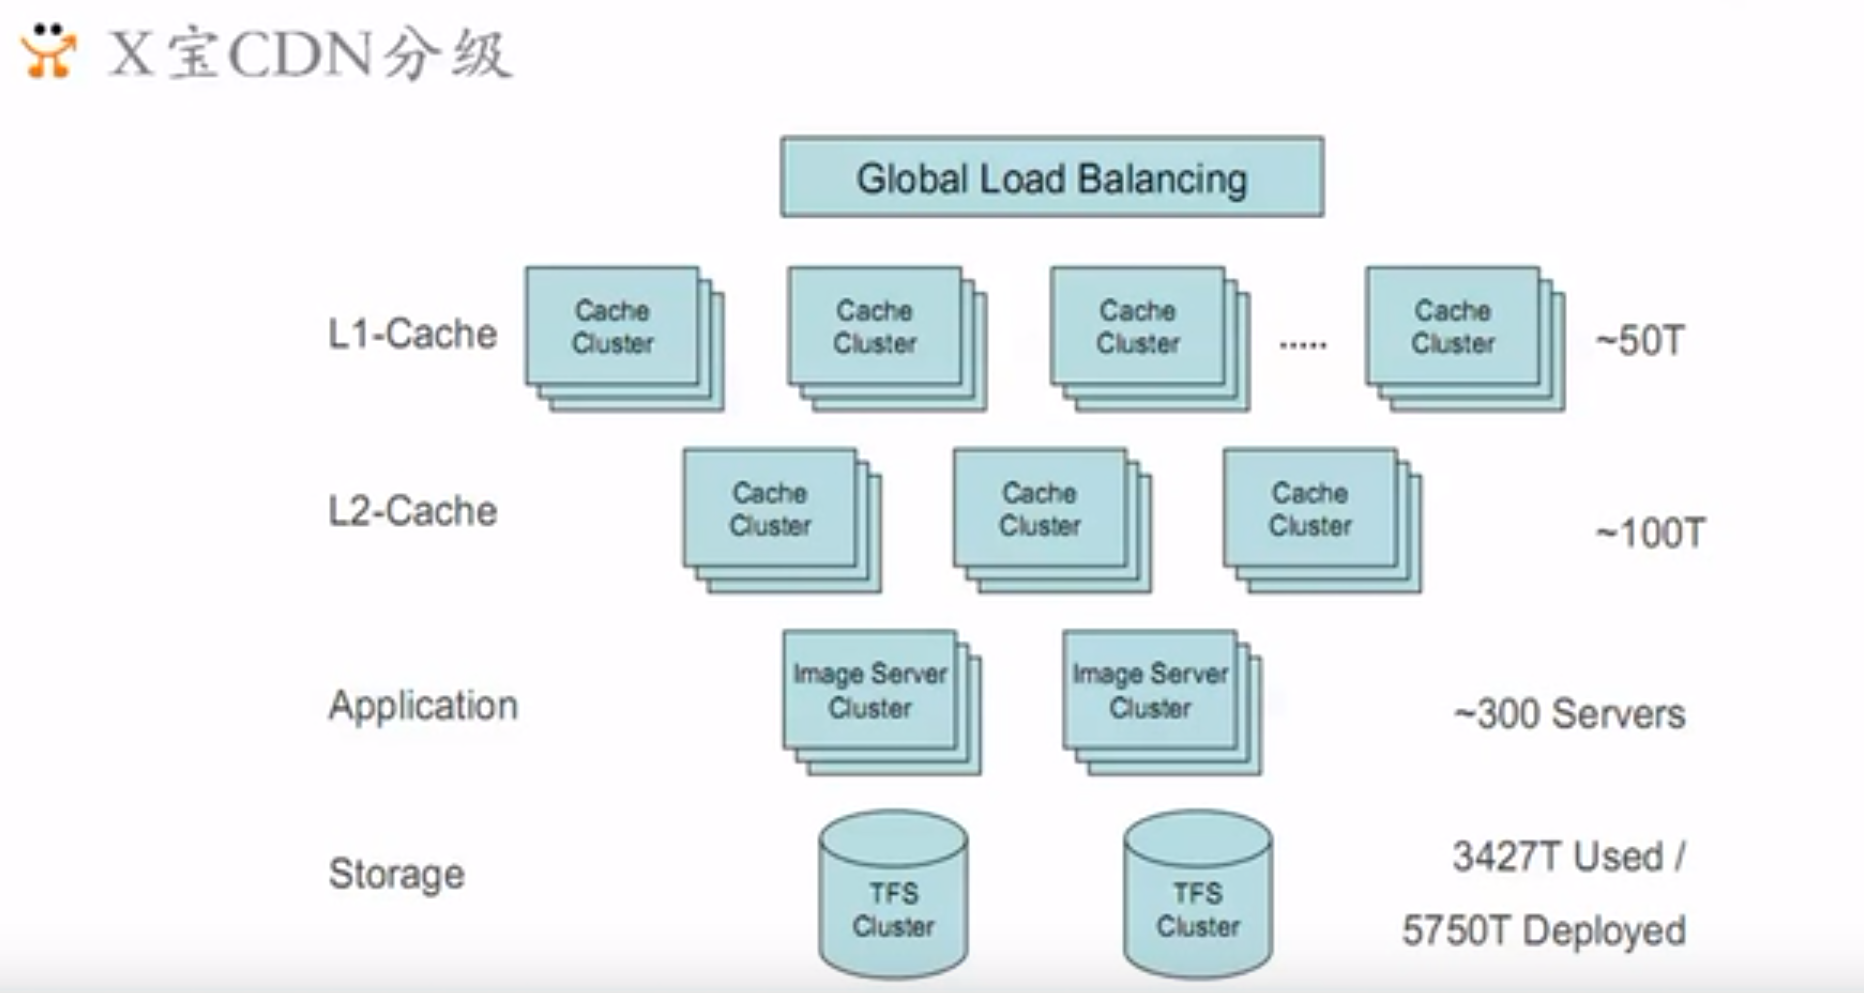 X宝CDN分级
Global Load Balancing
L1-Cache
Cache
Cluster
Cache
Cluster
Cache
Cluster
.....
Cache
Cluster
~50T
L2-Cache
Cache
Cluster
Cache
Cluster
Cache
Cluster
~100T
Application
Image Server
Cluster
Image Server
Cluster
~300 Servers
Storage
TFS
Cluster
TFS
Cluster
3427T Used /
5750T Deployed